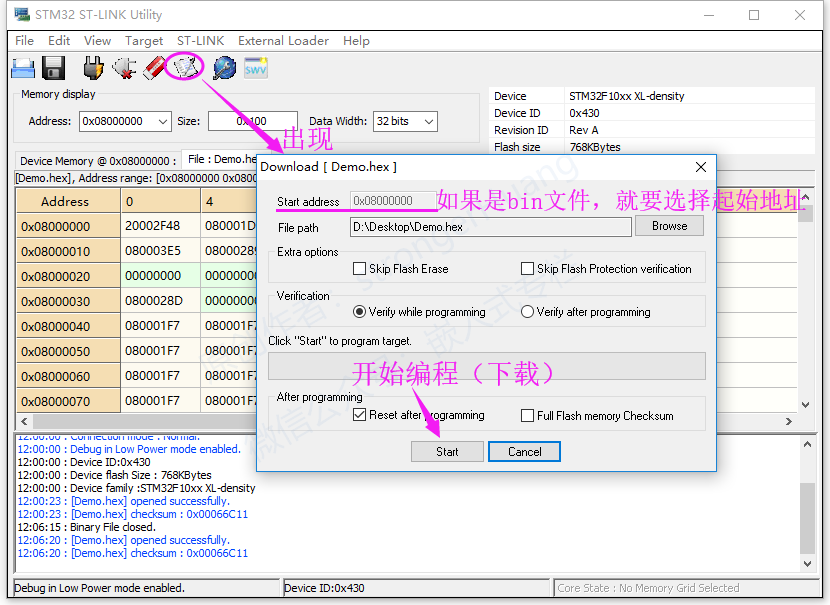 STM32 ST-LINK Utility
File Edit View Target ST-LINK External Loader Help
Memory display
Address: 0x08000000 Size: 0x100 Data Width: 32 bits
Device STM32F10xx XL-density
Device ID 0x430
Revision ID Rev A
Flash size 768KBytes
出现
Device Memory @ 0x08000000 : File : Demo.he
[Demo.hex], Address range: [0x08000000 0x0800
Address 0 4
0x08000000 20002F48 080001D
0x08000010 080003E5 0800028
0x08000020 00000000 0000000
0x08000030 0800028D 0000000
0x08000040 080001F7 080001F7
0x08000050 080001F7 080001F7
0x08000060 080001F7 080001F7
0x08000070 080001F7 080001F7
Download [ Demo.hex ]
Start address 0x08000000
如果是bin文件，就要选择起始地址
File path D:\Desktop\Demo.hex Browse
Extra options
Skip Flash Erase Skip Flash Protection verification
Verification
Verify while programming Verify after programming
Click "Start" to program target.
开始编程（下载）
After programming
Reset after programming Full Flash memory Checksum
Start Cancel
12:00:00 : Connection mode : Normal.
12:00:00 : Debug in Low Power mode enabled.
12:00:00 : Device ID:0x430
12:00:00 : Device flash Size : 768KBytes
12:00:00 : Device family :STM32F10xx XL-density
12:00:23 : [Demo.hex] opened successfully.
12:00:23 : [Demo.hex] checksum : 0x00066C11
12:06:15 : Binary File closed.
12:06:20 : [Demo.hex] opened successfully.
12:06:20 : [Demo.hex] checksum : 0x00066C11
Debug in Low Power mode enabled. Device ID:0x430 Core State : No Memory Grid Selected